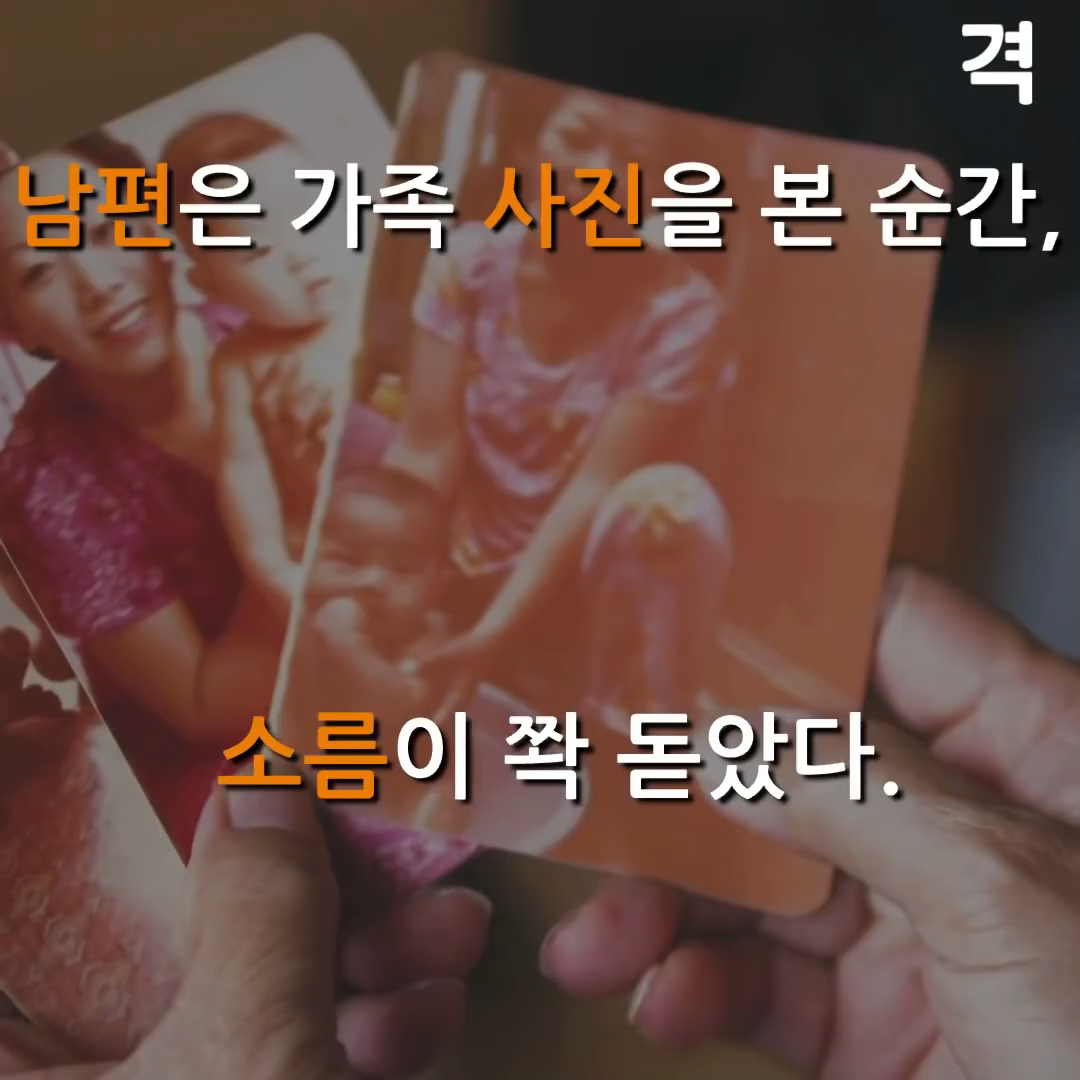 격
남편은 가족 사진을 본 순간,
소름이 쫙 돋았다.